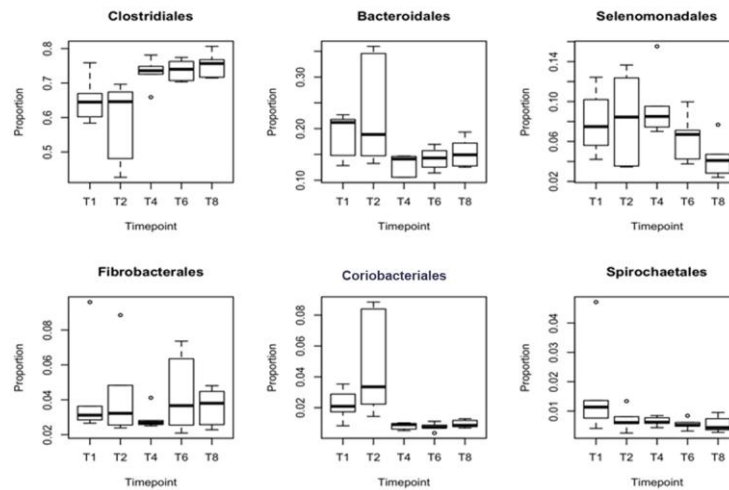 Clostridiales
Bacteroidales
Selenomonadales
Proportion
0.5 0.6 0.7 0.8
T1 T2 T4 T6 T8
Timepoint
Proportion
0.10 0.20 0.30
T1 T2 T4 T6 T8
Timepoint
Proportion
0.02 0.06 0.10 0.14
T1 T2 T4 T6 T8
Timepoint
Fibrobacterales
Coriobacteriales
Spirochaetales
Proportion
0.02 0.04 0.06 0.08
T1 T2 T4 T6 T8
Timepoint
Proportion
0.02 0.04 0.06 0.08
T1 T2 T4 T6 T8
Timepoint
Proportion
0.01 0.02 0.03 0.04
T1 T2 T4 T6 T8
Timepoint